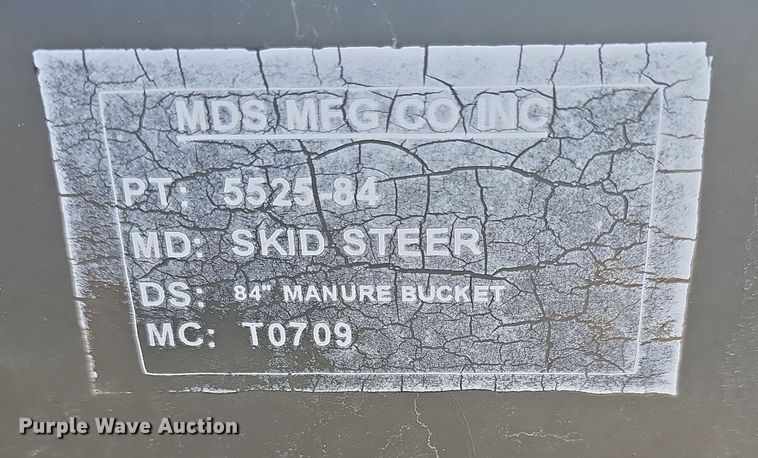 MDS MFG CO INC
PT: 5525-84
MD: SKID STEER
DS: 84" MANURE BUCKET
MC: T0709
Purple Wave Auction